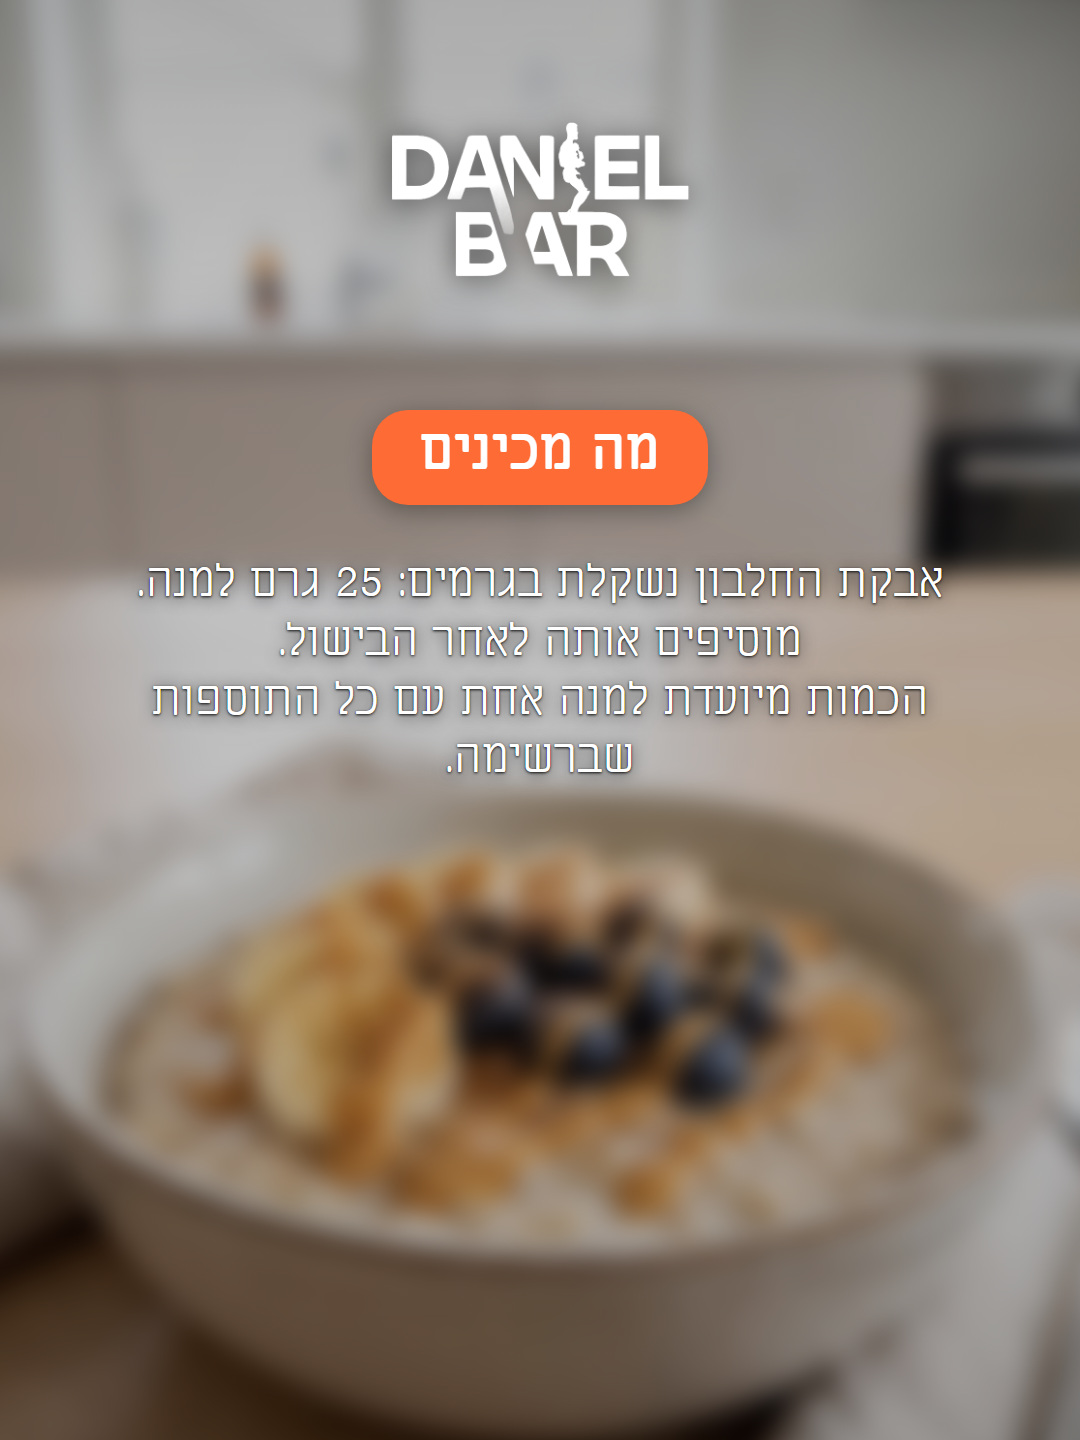 DANIEL
BAR
מה מכינים
אבקת החלבון נשקלת בגרמים: 25 גרם למנה.
מוסיפים אותה לאחר הבישול.
הכמות מיועדת למנה אחת עם כל התוספות
שברשימה.